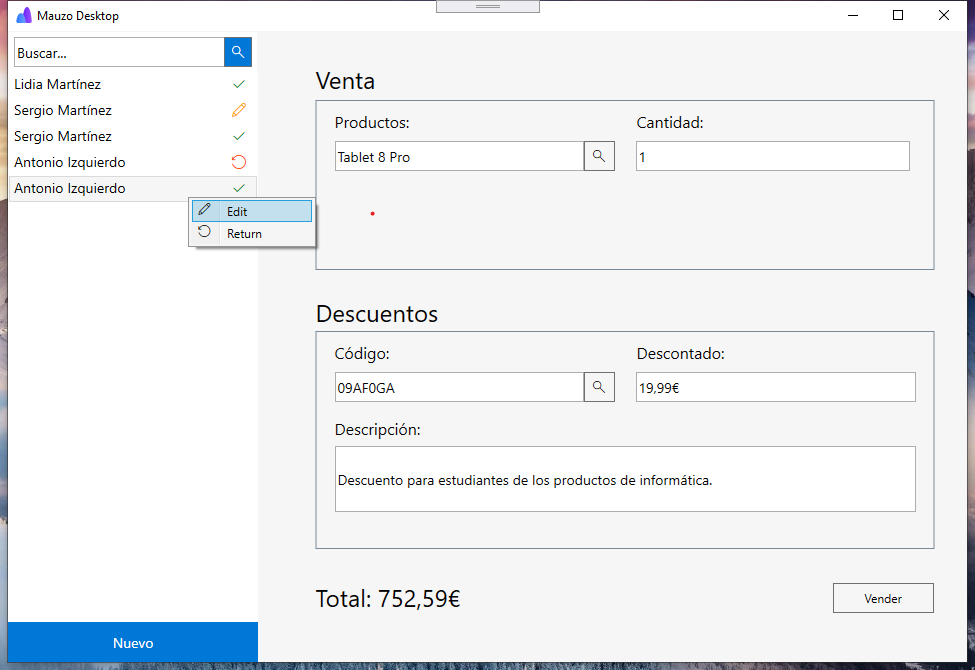 Mauzo Desktop
Buscar...
Lidia Martínez
Sergio Martínez
Sergio Martínez
Antonio Izquierdo
Antonio Izquierdo
Edit
Return
Nuevo
Venta
Productos: Cantidad:
Tablet 8 Pro 1
Descuentos
Código: Descontado:
09AF0GA 19,99€
Descripción:
Descuento para estudiantes de los productos de informática.
Total: 752,59€
Vender